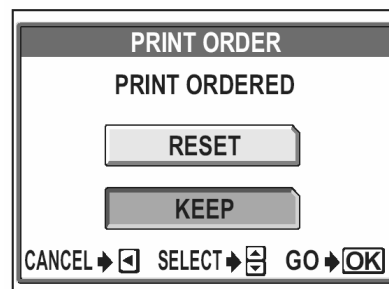 PRINT ORDER
PRINT ORDERED
RESET
KEEP
CANCEL SELECT GO OK